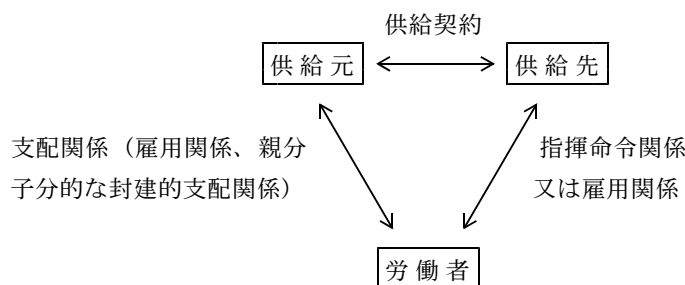 供給契約
供給元
供給先
支配関係（雇用関係、親分
子分的な封建的支配関係）
指揮命令関係
又は雇用関係
労働者